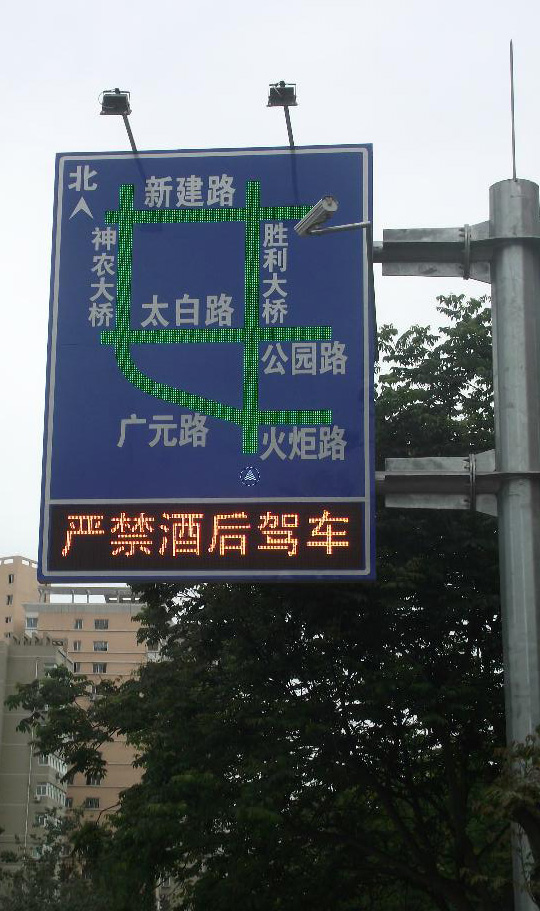 北
新建路
神农大桥
胜利大桥
太白路
公园路
广元路
火炬路
严禁酒后驾车